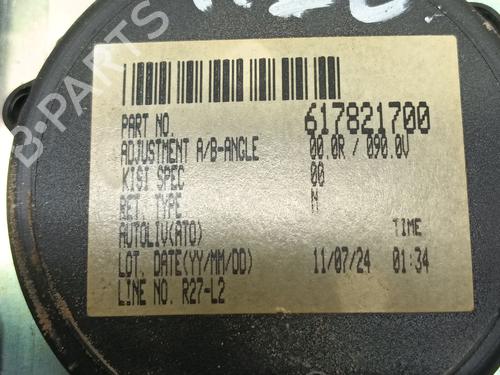 B-PARTS
PART NO. 617821700
ADJUSTMENT A/B-ANGLE 00.0R / 090.0V
KISI SPEC 00
RET. TYPE N
AUTOLIV(ATO) TIME
LOT. DATE(YY/MM/DD) 11/07/24 01:34
LINE NO. R27-L2